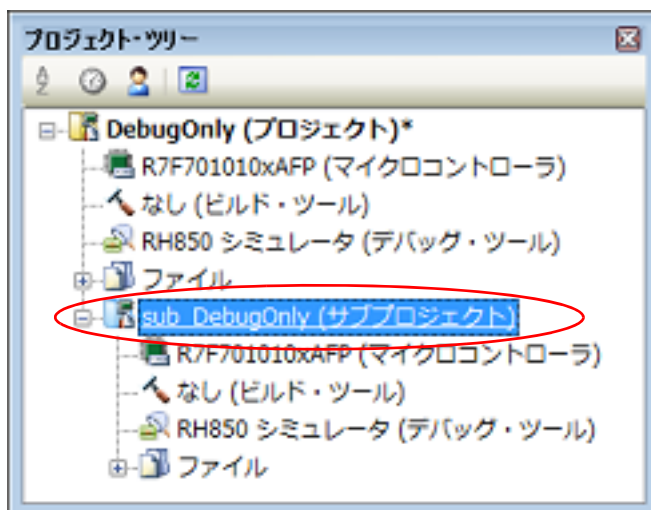 プロジェクト・ツリー
DebugOnly (プロジェクト)*
R7F701010xAFP (マイクロコントローラ)
なし (ビルド・ツール)
RH850 シミュレータ (デバッグ・ツール)
ファイル
sub_DebugOnly (サブプロジェクト)
R7F701010xAFP (マイクロコントローラ)
なし (ビルド・ツール)
RH850 シミュレータ (デバッグ・ツール)
ファイル